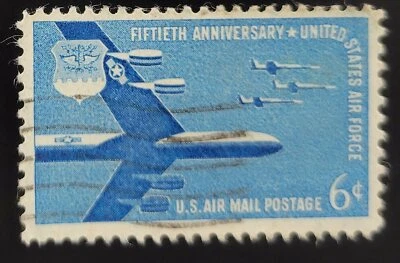 FIFTIETH ANNIVERSARY★UNITED STATES AIR FORCE
6¢
U.S. AIR MAIL POSTAGE